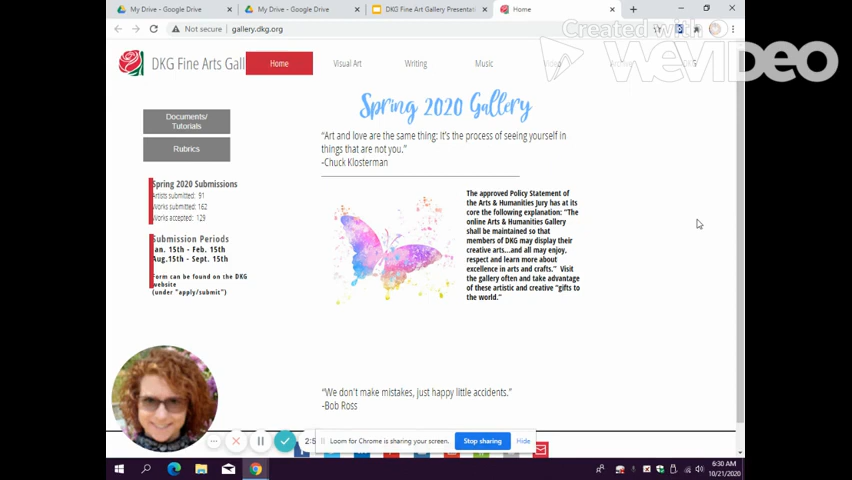 My Drive - Google Drive
My Drive - Google Drive
DKG Fine Art Gallery Presentat
Home
Not secure | gallery.dkg.org
Created with
WeVideo
DKG Fine Arts Gall
Home
Visual Art
Writing
Music
Spring 2020 Gallery
Documents/
Tutorials
Rubrics
"Art and love are the same thing: It's the process of seeing yourself in
things that are not you."
-Chuck Klosterman
Spring 2020 Submissions
Artists submitted: 91
Works submitted: 162
Works accepted: 129
Submission Periods
Jan. 15th - Feb. 15th
Aug.15th - Sept. 15th
Form can be found on the DKG
website
(under "apply/submit")
The approved Policy Statement of
the Arts & Humanities Jury has at its
core the following explanation: "The
online Arts & Humanities Gallery
shall be maintained so that
members of DKG may display their
creative arts...and all may enjoy,
respect and learn more about
excellence in arts and crafts." Visit
the gallery often and take advantage
of these artistic and creative "gifts to
the world."
"We don't make mistakes, just happy little accidents."
-Bob Ross
Loom for Chrome is sharing your screen.
Stop sharing
Hide
6:30 AM
10/21/2020